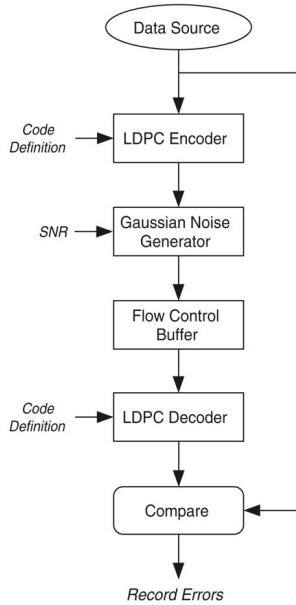 Data Source
Code
Definition
LDPC Encoder
SNR
Gaussian Noise
Generator
Flow Control
Buffer
Code
Definition
LDPC Decoder
Compare
Record Errors